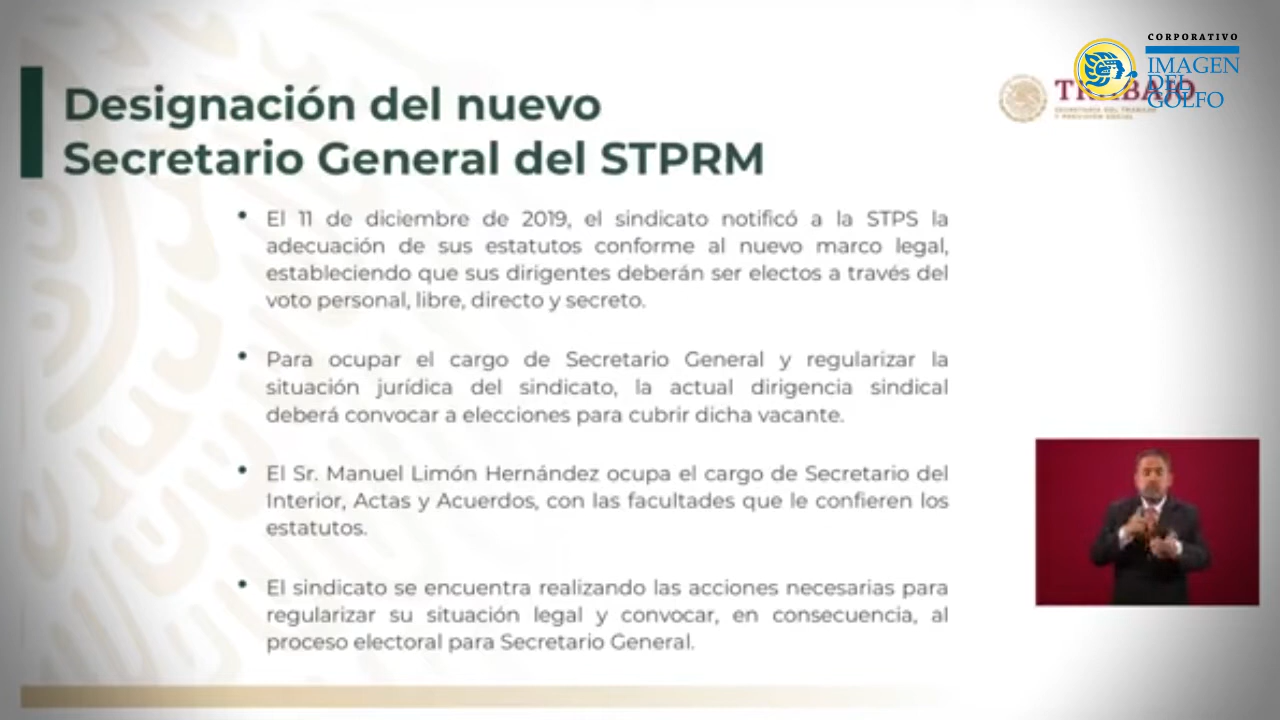 CORPORATIVO
IMAGEN
DEL
GOLFO
TRABAJO
SECRETARÍA DEL TRABAJO
Y PREVISIÓN SOCIAL
Designación del nuevo
Secretario General del STPRM
• El 11 de diciembre de 2019, el sindicato notificó a la STPS la
adecuación de sus estatutos conforme al nuevo marco legal,
estableciendo que sus dirigentes deberán ser electos a través del
voto personal, libre, directo y secreto.
• Para ocupar el cargo de Secretario General y regularizar la
situación jurídica del sindicato, la actual dirigencia sindical
deberá convocar a elecciones para cubrir dicha vacante.
• El Sr. Manuel Limón Hernández ocupa el cargo de Secretario del
Interior, Actas y Acuerdos, con las facultades que le confieren los
estatutos.
• El sindicato se encuentra realizando las acciones necesarias para
regularizar su situación legal y convocar, en consecuencia, al
proceso electoral para Secretario General.